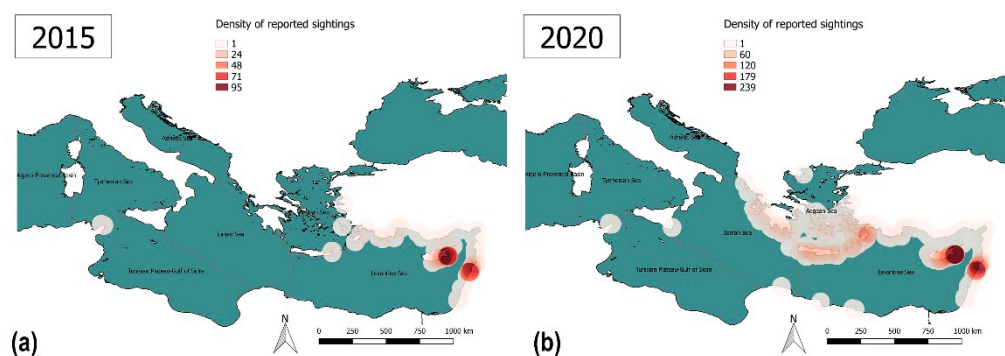 2015
Density of reported sightings
1
24
48
71
95
Adriatic Sea
Algero-Provencal Basin
Tyrrhenian Sea
Aegean Sea
Ionian Sea
Levantine Sea
Tunisian Plateau-Gulf of Sidra
N
0 250 500 750 1000 km
(a)
2020
Density of reported sightings
1
60
120
179
239
Adriatic Sea
Algero-Provencal Basin
Tyrrhenian Sea
Aegean Sea
Ionian Sea
Levantine Sea
Tunisian Plateau-Gulf of Sidra
N
0 250 500 750 1000 km
(b)